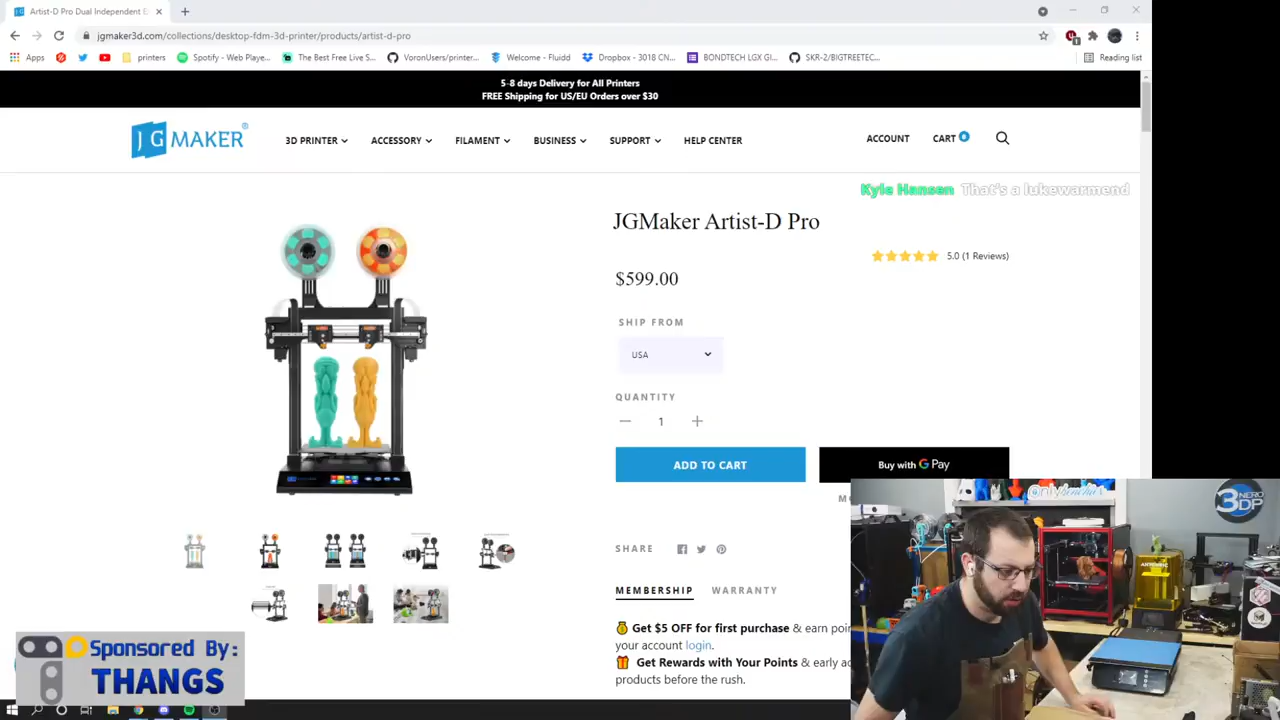 Artist-D Pro Dual Independent E
jgmaker3d.com/collections/desktop-fdm-3d-printer/products/artist-d-pro
Apps
printers
Spotify - Web Playe...
The Best Free Live S...
VoronUsers/printer...
Welcome - Fluidd
Dropbox - 3018 CN...
BONDTECH LGX GI...
SKR-2/BIGTREETEC...
Reading list
5-8 days Delivery for All Printers
FREE Shipping for US/EU Orders over $30
JGMAKER®
3D PRINTER
ACCESSORY
FILAMENT
BUSINESS
SUPPORT
HELP CENTER
ACCOUNT
CART 0
Kyle Hansen That's a lukewarmend
JGMaker Artist-D Pro
5.0 (1 Reviews)
$599.00
SHIP FROM
USA
QUANTITY
1
ADD TO CART
Buy with G Pay
MO
SHARE
MEMBERSHIP
WARRANTY
Get $5 OFF for first purchase & earn poin
your account login.
Get Rewards with Your Points & early ac
products before the rush.
3DP
NERD
Sponsored By:
THANGS